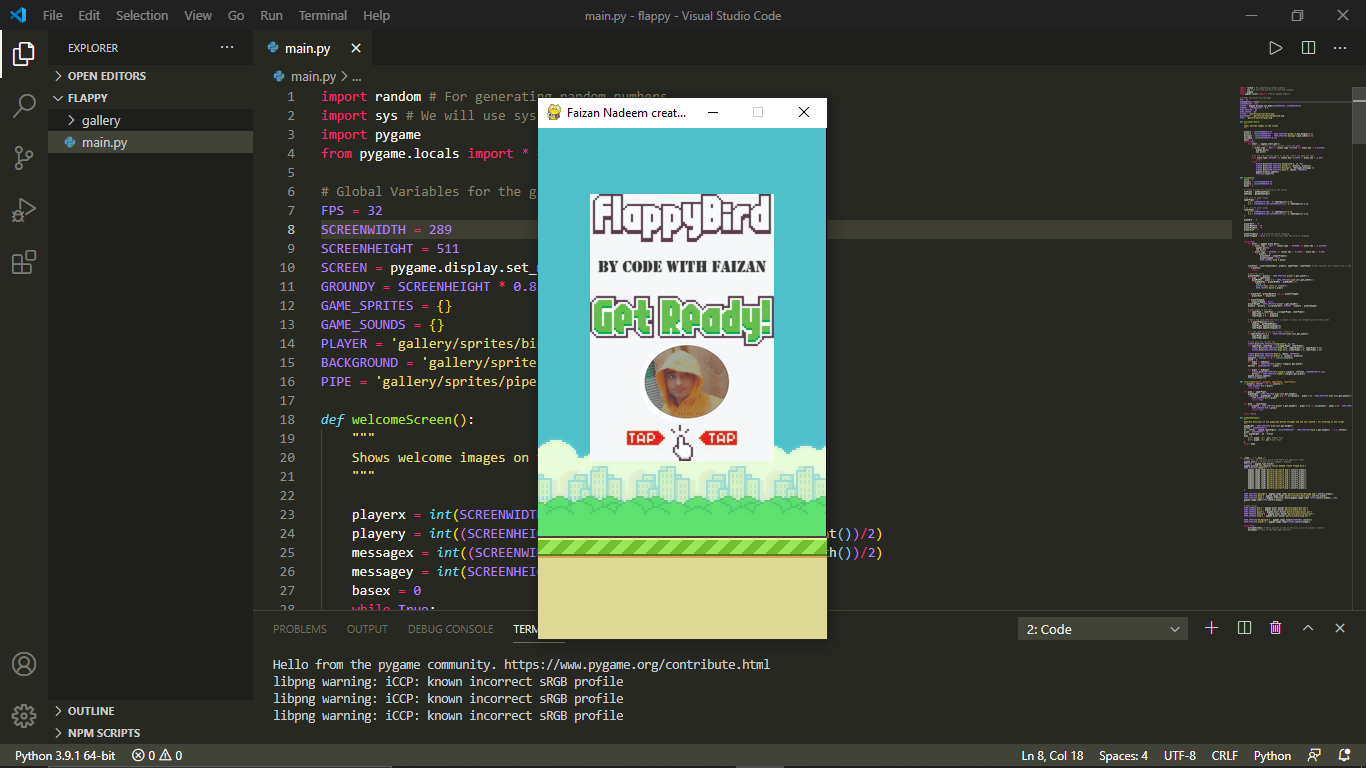 File Edit Selection View Go Run Terminal Help
main.py - flappy - Visual Studio Code
EXPLORER
OPEN EDITORS
FLAPPY
gallery
main.py
main.py
main.py > ...
1 import random # For generating random numbers
2 import sys # We will use sys
3 import pygame
4 from pygame.locals import *
5
6 # Global Variables for the g
7 FPS = 32
8 SCREENWIDTH = 289
9 SCREENHEIGHT = 511
10 SCREEN = pygame.display.set_
11 GROUNDY = SCREENHEIGHT * 0.8
12 GAME_SPRITES = {}
13 GAME_SOUNDS = {}
14 PLAYER = 'gallery/sprites/bi
15 BACKGROUND = 'gallery/sprite
16 PIPE = 'gallery/sprites/pipe
17
18 def welcomeScreen():
19 """
20 Shows welcome images on
21 """
22
23 playerx = int(SCREENWIDTH
24 playery = int((SCREENHEI t())/2)
25 messagex = int((SCREENWI h())/2)
26 messagey = int(SCREENHEI
27 basex = 0
28 while True:
Faizan Nadeem creat...
FlappyBird
BY CODE WITH FAIZAN
Get Ready!
TAP TAP
PROBLEMS OUTPUT DEBUG CONSOLE TERM
2: Code
Hello from the pygame community. https://www.pygame.org/contribute.html
libpng warning: iCCP: known incorrect sRGB profile
libpng warning: iCCP: known incorrect sRGB profile
libpng warning: iCCP: known incorrect sRGB profile
OUTLINE
NPM SCRIPTS
Python 3.9.1 64-bit 0 0 Ln 8, Col 18 Spaces: 4 UTF-8 CRLF Python